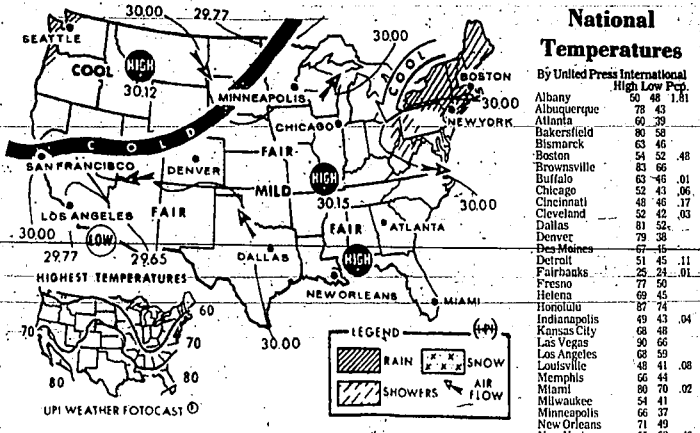 30.00
29.77
30.00
SEATTLE
COOL
HIGH
30.12
MINNEAPOLIS
COOL
BOSTON
30.00
NEW YORK
CHICAGO
COLD
SAN FRANCISCO
DENVER
FAIR
HIGH
MILD
30.15
30.00
LOS ANGELES
FAIR
FAIR
ATLANTA
30.00
LOW
29.77
29.65
DALLAS
HIGH
NEW ORLEANS
MIAMI
30.00
HIGHEST TEMPERATURES
60
70
70
80
80
UPI WEATHER FOTOCAST
LEGEND
(UPI)
RAIN
SNOW
SHOWERS
AIR
FLOW
National
Temperatures
By United Press International
High Low Pcp.
Albany 50 48 1.81
Albuquerque 78 43
Atlanta 60 39
Bakersfield 80 58
Bismarck 63 46
Boston 54 52 .48
Brownsville 83 66
Buffalo 63 46 .01
Chicago 52 43 .06
Cincinnati 48 46 .17
Cleveland 52 42 .03
Dallas 81 52
Denver 79 38
Des Moines 67 45
Detroit 51 45 .11
Fairbanks 25 24 .01
Fresno 77 50
Helena 69 45
Honolulu 87 74
Indianapolis 49 43 .04
Kansas City 68 48
Las Vegas 90 66
Los Angeles 68 59
Louisville 48 41 .08
Memphis 66 44
Miami 80 70 .02
Milwaukee 54 41
Minneapolis 66 37
New Orleans 71 49